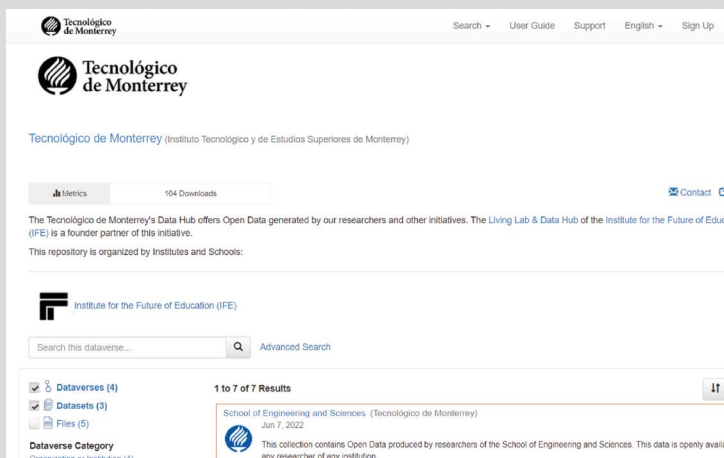 Tecnológico
de Monterrey
Search
User Guide
Support
English
Sign Up
Tecnológico
de Monterrey
Tecnológico de Monterrey (Instituto Tecnológico y de Estudios Superiores de Monterrey)
Metrics
104 Downloads
Contact
The Tecnológico de Monterrey's Data Hub offers Open Data generated by our researchers and other initiatives. The Living Lab & Data Hub of the Institute for the Future of Educ
(IFE) is a founder partner of this initiative.
This repository is organized by Institutes and Schools:
Institute for the Future of Education (IFE)
Search this dataverse...
Advanced Search
Dataverses (4)
Datasets (3)
Files (5)
Dataverse Category
1 to 7 of 7 Results
School of Engineering and Sciences (Tecnológico de Monterrey)
Jun 7, 2022
This collection contains Open Data produced by researchers of the School of Engineering and Sciences. This data is openly avail
any researcher of any institution